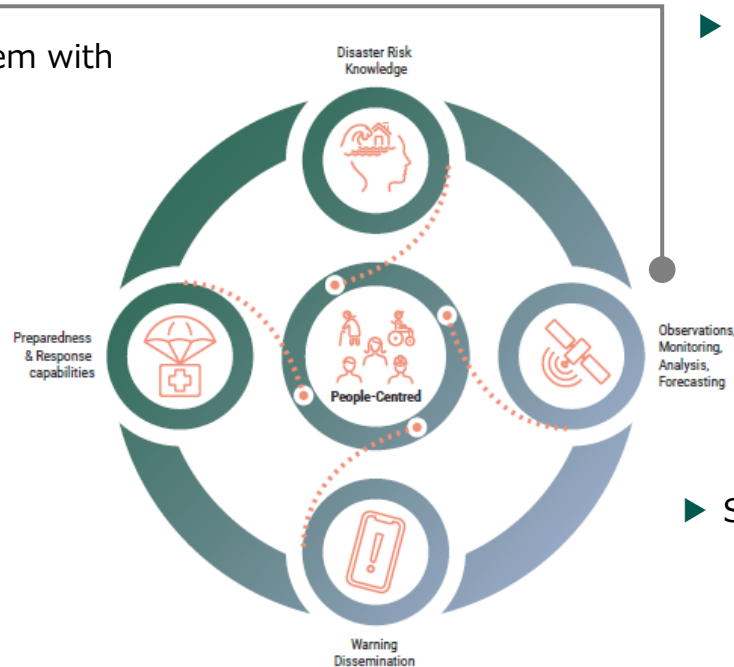 em with
Disaster Risk
Knowledge
Preparedness
& Response
capabilities
People-Centred
Observations,
Monitoring,
Analysis,
Forecasting
S
Warning
Dissemination